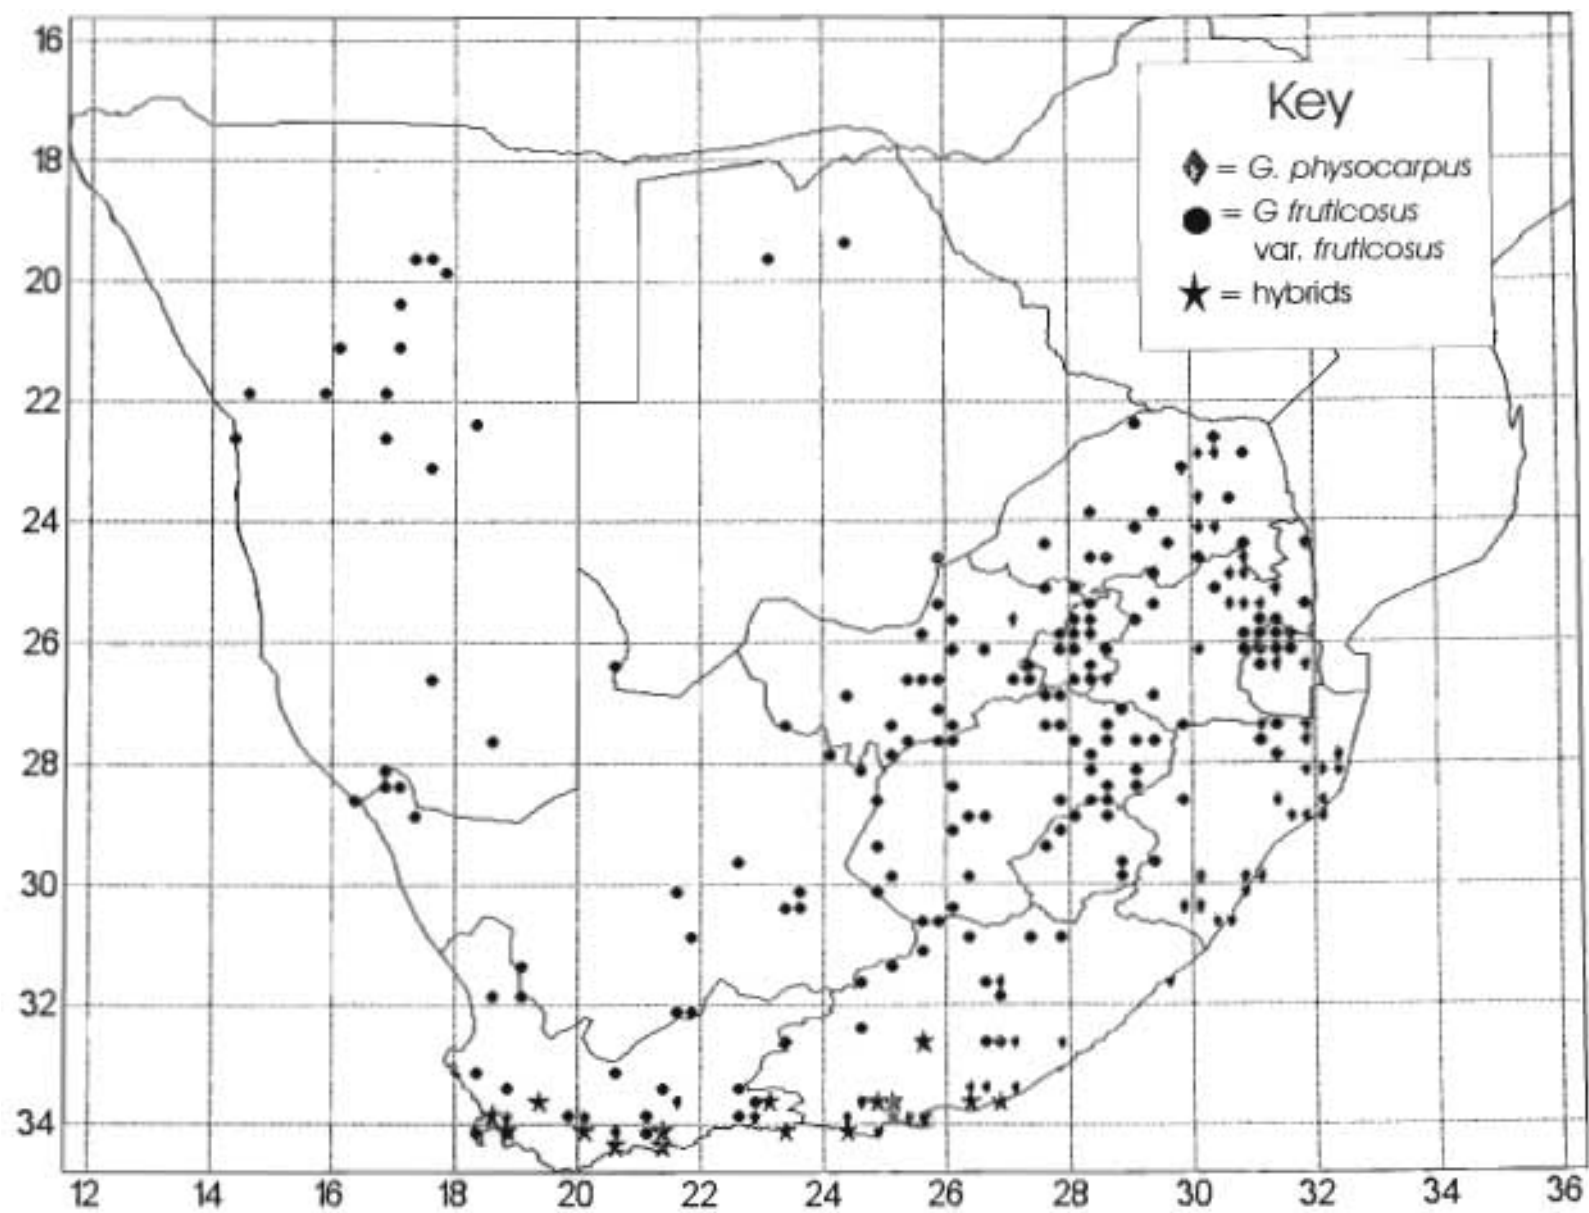 Key
= G. physocarpus
= G fruticosus
var. fruticosus
= hybrids
16
18
20
22
24
26
28
30
32
34
12 14 16 18 20 22 24 26 28 30 32 34 36